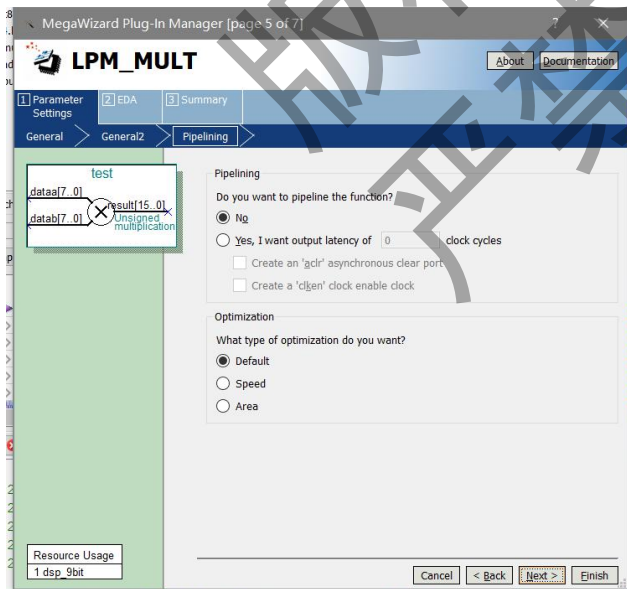 MegaWizard Plug-In Manager [page 5 of 7]
? ×
LPM_MULT
About Documentation
1 Parameter Settings
2 EDA
3 Summary
General
General2
Pipelining
test
dataa[7..0]
result[15..0]
datab[7..0]
Unsigned
multiplication
Pipelining
Do you want to pipeline the function?
No
Yes, I want output latency of 0 clock cycles
Create an 'aclr' asynchronous clear port
Create a 'clken' clock enable clock
Optimization
What type of optimization do you want?
Default
Speed
Area
Resource Usage
1 dsp_9bit
Cancel < Back Next > Finish